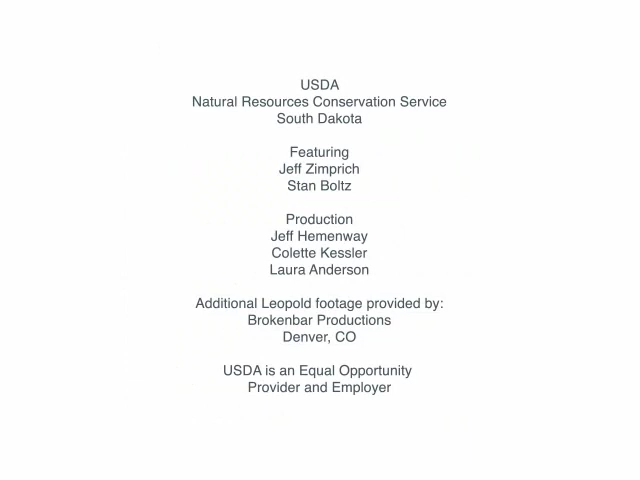 USDA
Natural Resources Conservation Service
South Dakota
Featuring
Jeff Zimprich
Stan Boltz
Production
Jeff Hemenway
Colette Kessler
Laura Anderson
Additional Leopold footage provided by:
Brokenbar Productions
Denver, CO
USDA is an Equal Opportunity
Provider and Employer